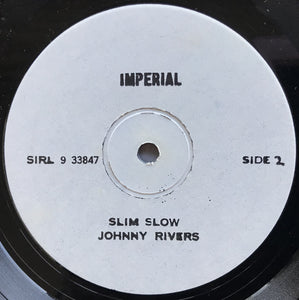 IMPERIAL
SIRL 9 33847 SIDE 2
SLIM SLOW
JOHNNY RIVERS